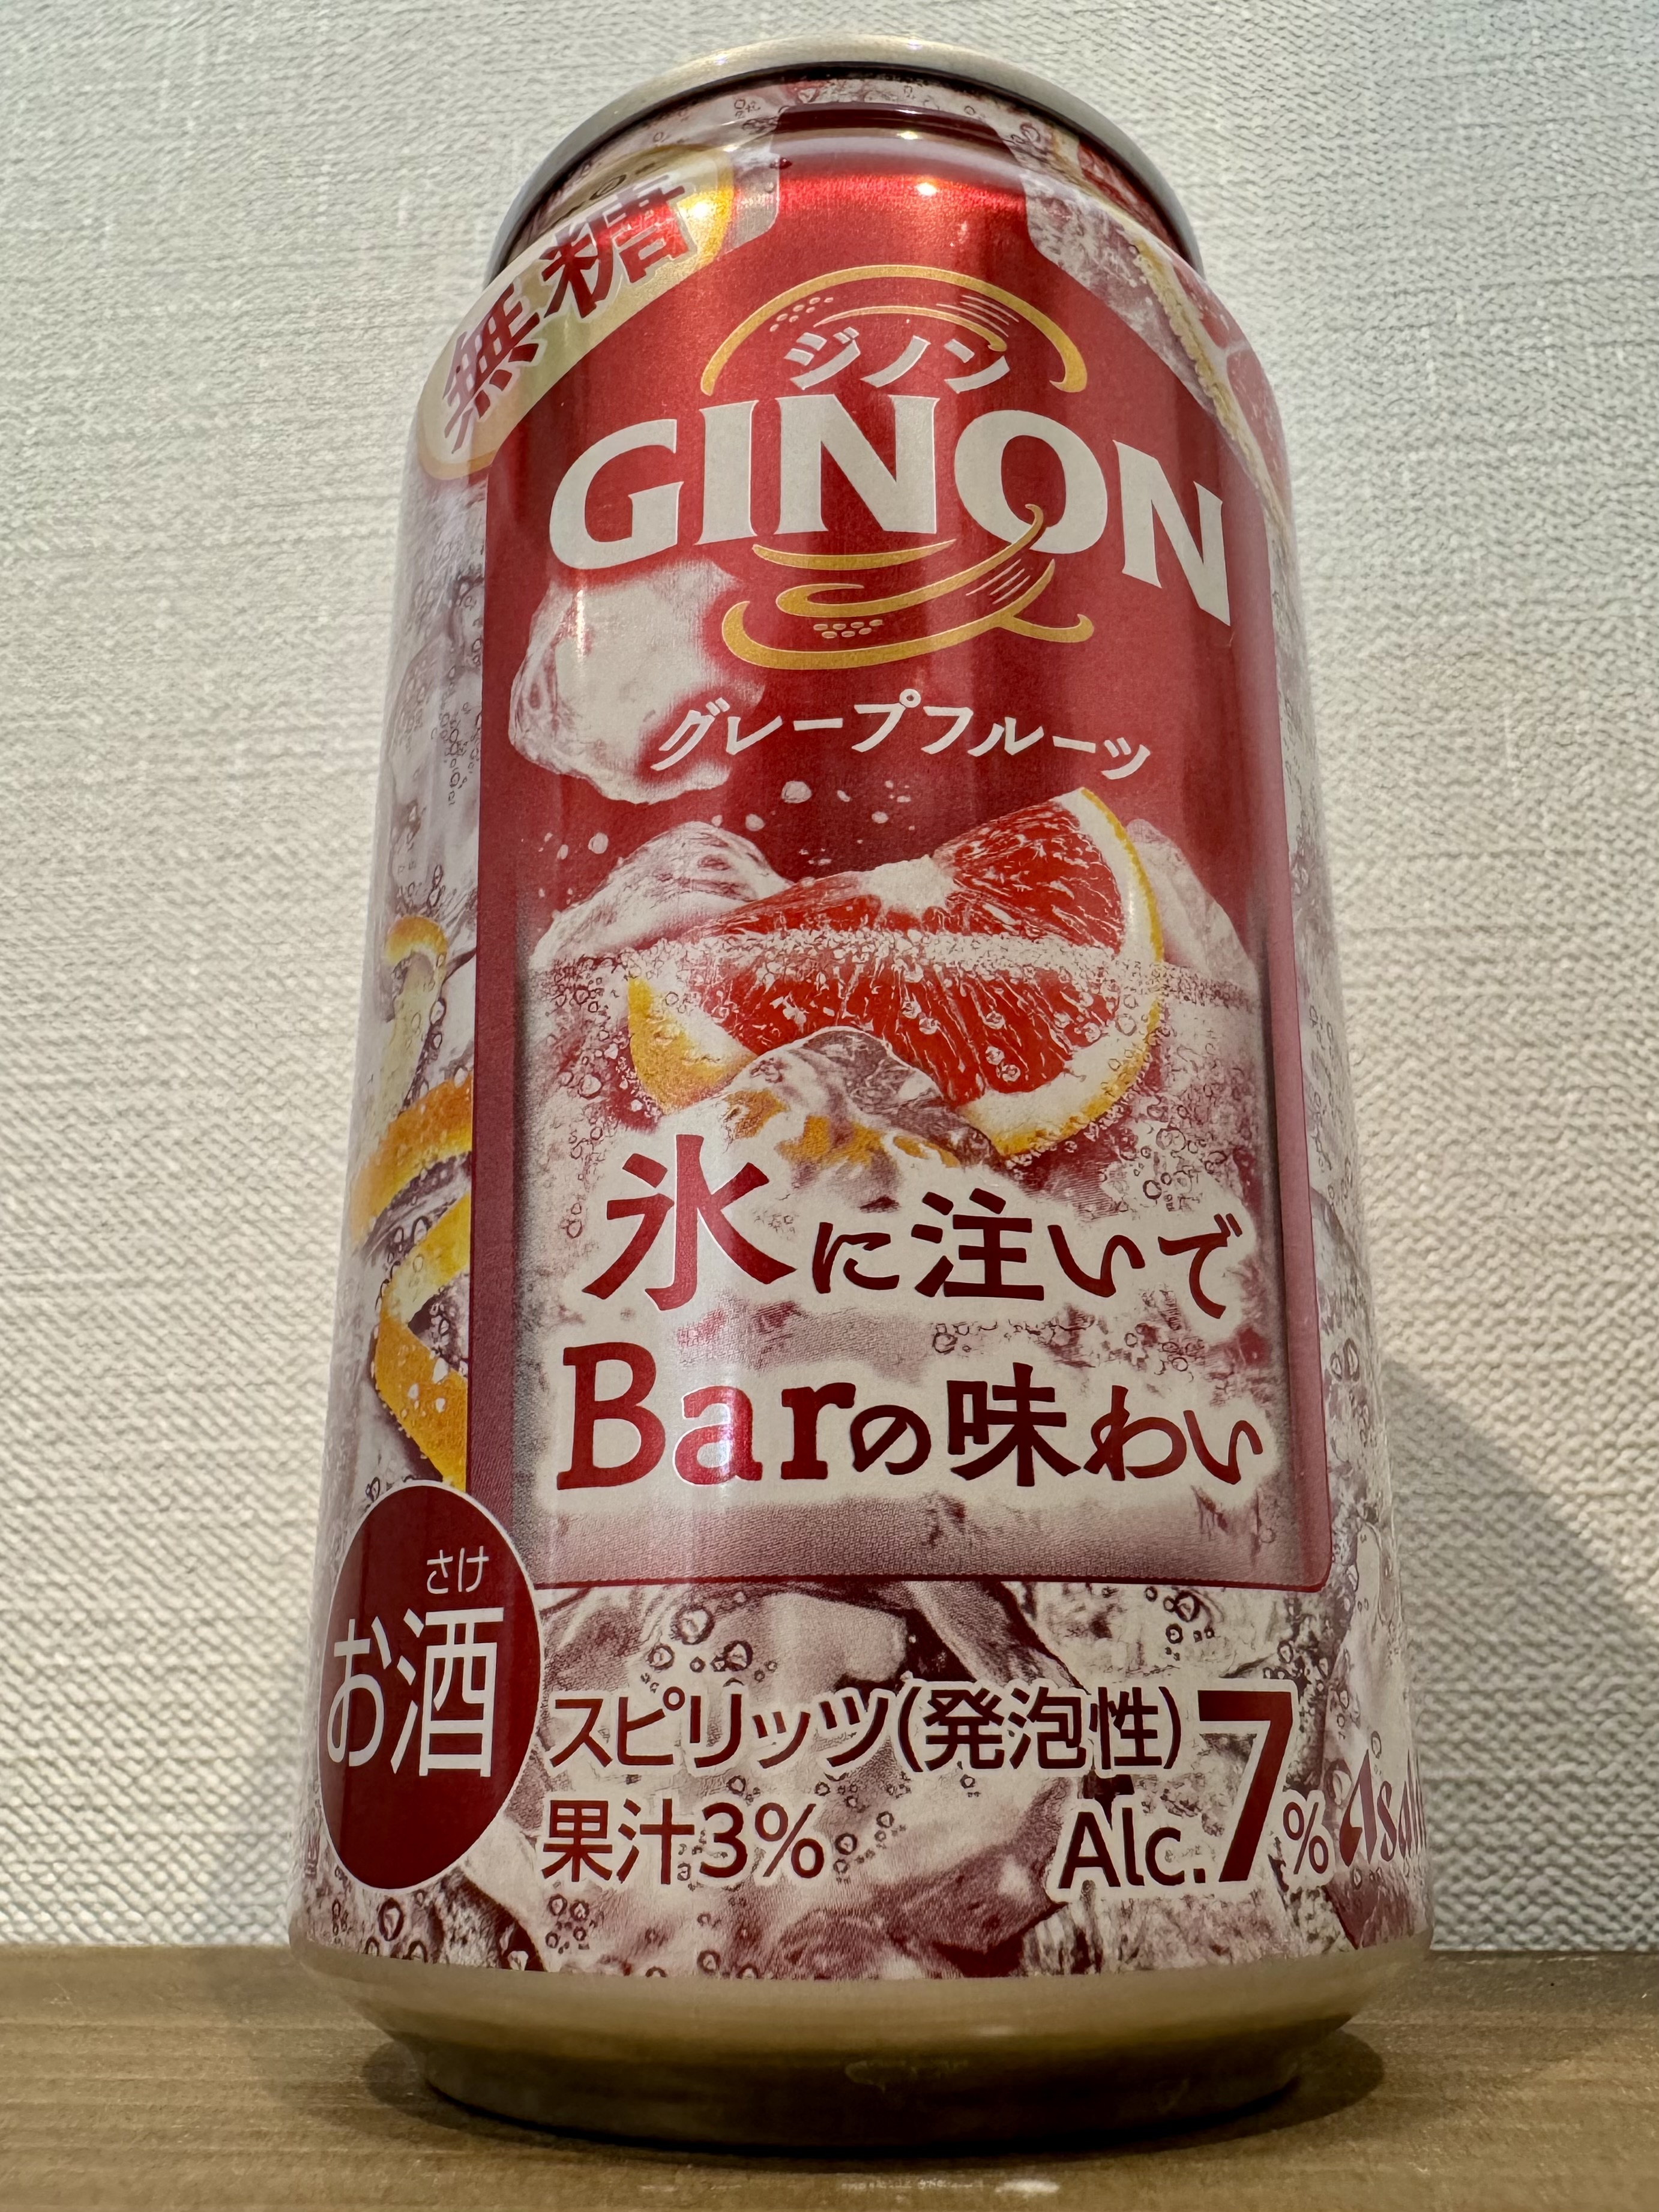 無糖
ジノン
GINON
グレープフルーツ
氷に注いで
Barの味わい
さけ
お酒
スピリッツ(発泡性)
果汁3%
Alc.7%